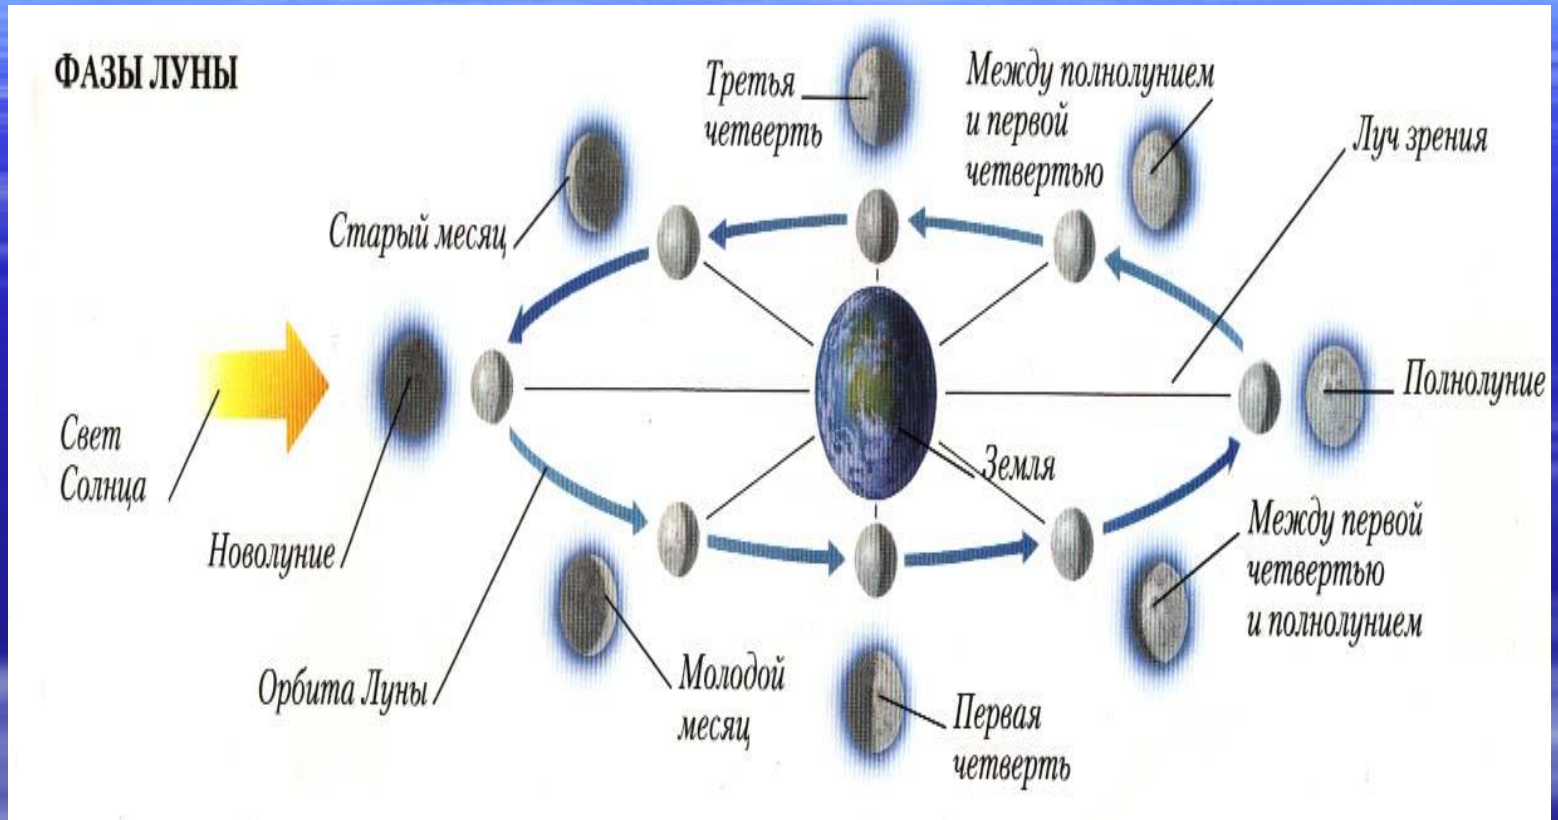 ФАЗЫ ЛУНЫ
Третья
четверть
Между полнолунием
и первой
четвертью
Луч зрения
Старый месяц
Полнолуние
Свет
Солнца
Земля
Новолуние
Между первой
четвертью
и полнолунием
Орбита Луны
Молодой
месяц
Первая
четверть